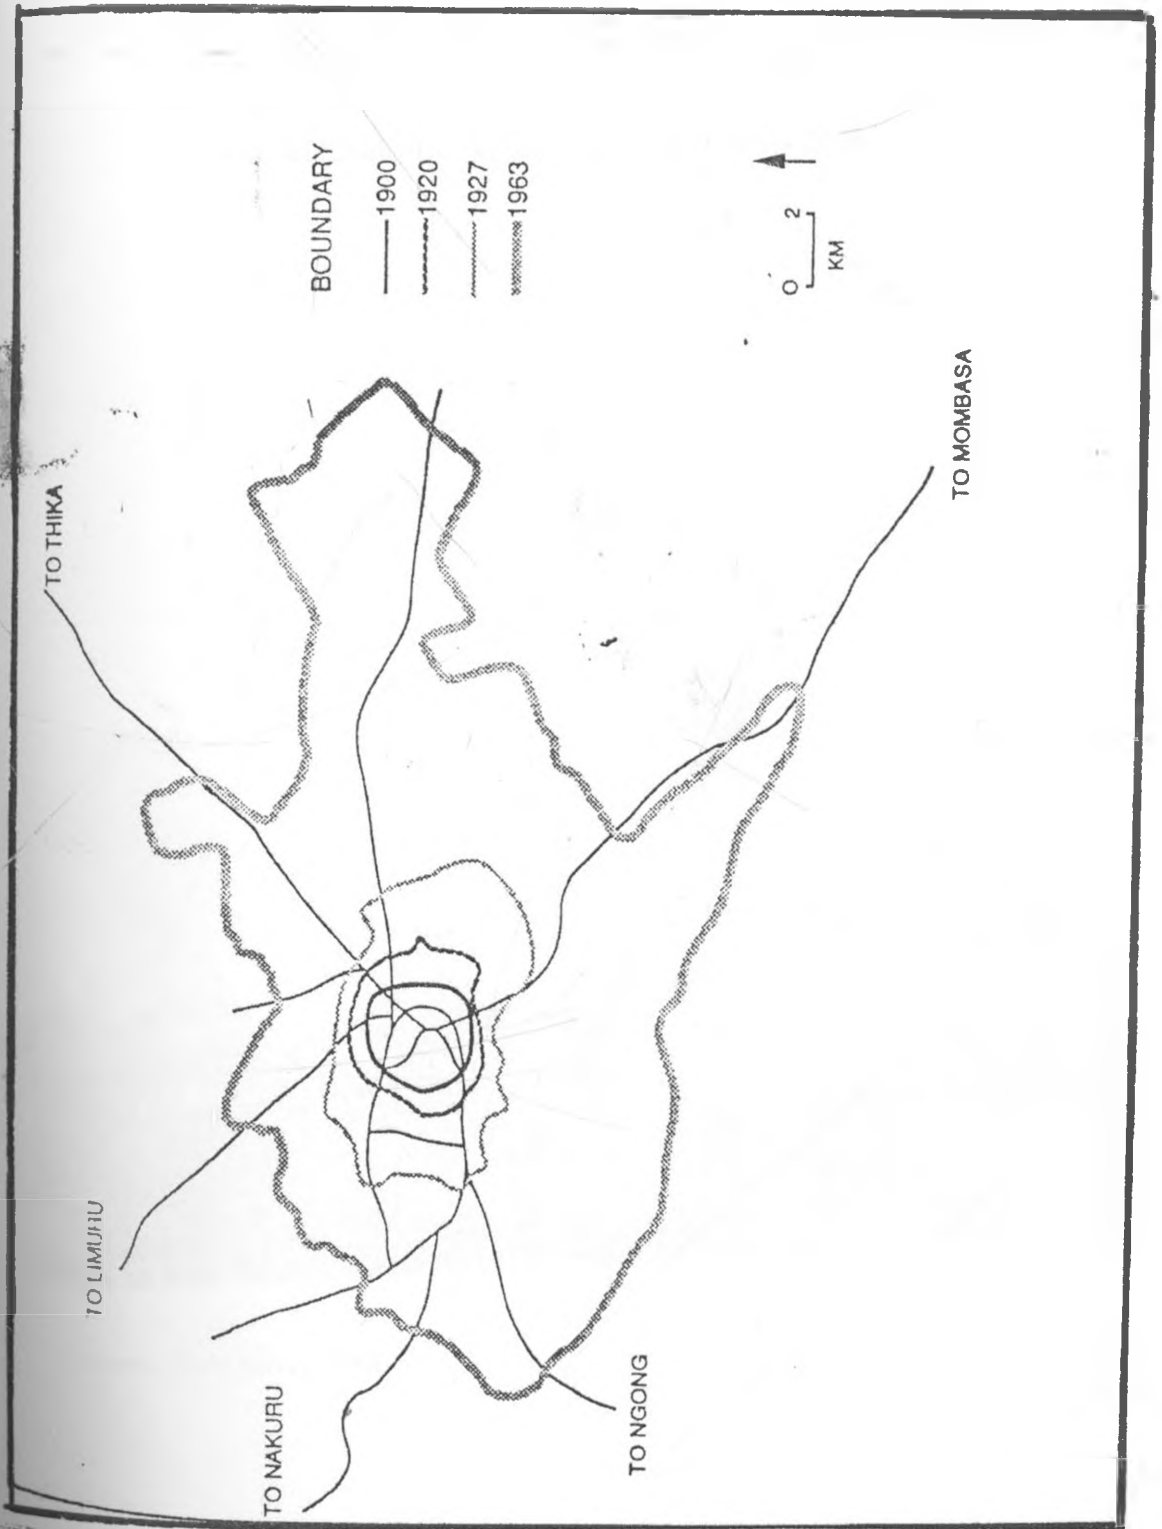 BOUNDARY
1900
1920
1927
1963
0 2
KM
TO THIKA
TO LIMURU
TO NAKURU
TO NGONG
TO MOMBASA